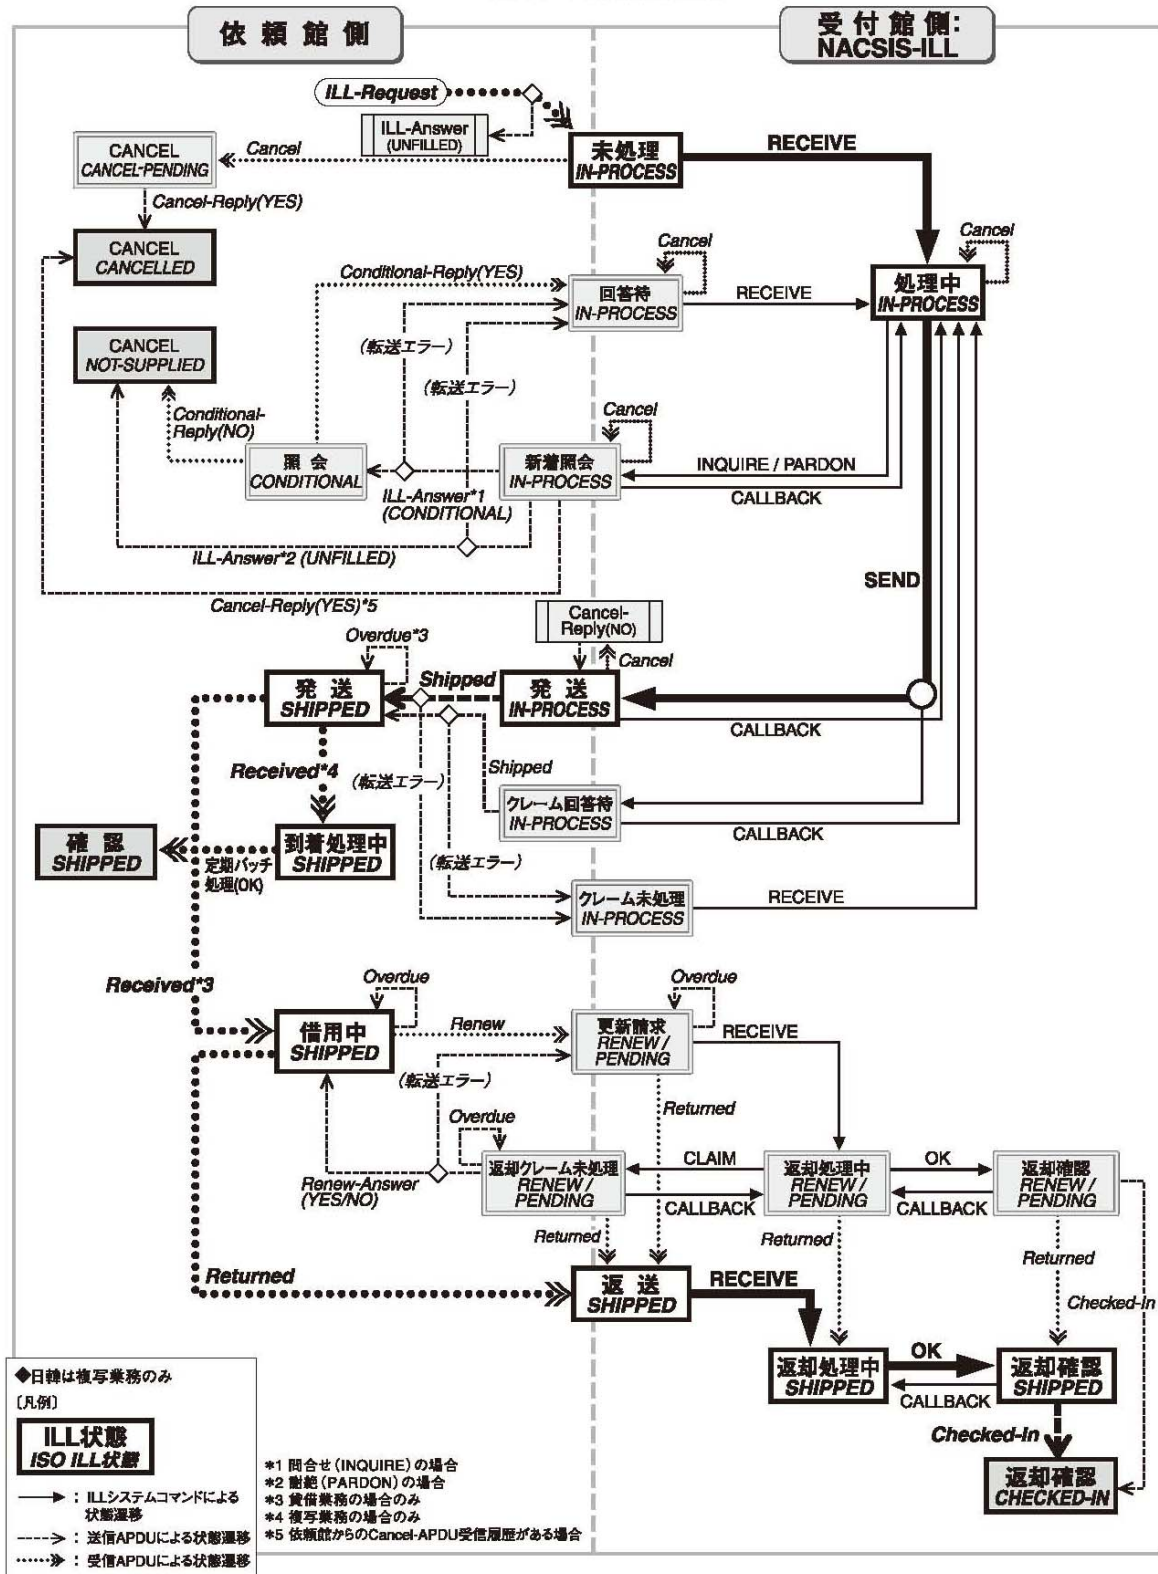 依頼館側
受付館側:
NACSIS-ILL
ILL-Request
ILL-Answer
(UNFILLED)
CANCEL
CANCEL-PENDING
Cancel
未処理
IN-PROCESS
RECEIVE
Cancel-Reply(YES)
CANCEL
CANCELLED
Conditional-Reply(YES)
Cancel
回答待
IN-PROCESS
RECEIVE
Cancel
処理中
IN-PROCESS
CANCEL
NOT-SUPPLIED
(転送エラー)
(転送エラー)
Conditional-
Reply(NO)
照会
CONDITIONAL
Cancel
新着照会
IN-PROCESS
INQUIRE / PARDON
CALLBACK
ILL-Answer*1
(CONDITIONAL)
ILL-Answer*2 (UNFILLED)
Cancel-Reply(YES)*5
SEND
Cancel-
Reply(NO)
Cancel
Overdue*3
発送
SHIPPED
Shipped
発送
IN-PROCESS
CALLBACK
Received*4
(転送エラー)
Shipped
クレーム回答待
IN-PROCESS
CALLBACK
確認
SHIPPED
定期バッチ
処理(OK)
到着処理中
SHIPPED
(転送エラー)
クレーム未処理
IN-PROCESS
RECEIVE
Received*3
Overdue
借用中
SHIPPED
Renew
Overdue
更新請求
RENEW /
PENDING
RECEIVE
(転送エラー)
Returned
Overdue
Renew-Answer
(YES/NO)
返却クレーム未処理
RENEW /
PENDING
CLAIM
CALLBACK
返却処理中
RENEW /
PENDING
OK
CALLBACK
返却確認
RENEW /
PENDING
Returned
Returned
Returned
Checked-In
Returned
返送
SHIPPED
RECEIVE
返却処理中
SHIPPED
OK
CALLBACK
返却確認
SHIPPED
Checked-In
返却確認
CHECKED-IN
◆日韓は複写業務のみ
〔凡例〕
ILL状態
ISO ILL状態
: ILLシステムコマンドによる
状態遷移
: 送信APDUによる状態遷移
: 受信APDUによる状態遷移
*1 問合せ(INQUIRE)の場合
*2 謝絶(PARDON)の場合
*3 貸借業務の場合のみ
*4 複写業務の場合のみ
*5 依頼館からのCancel-APDU受信履歴がある場合